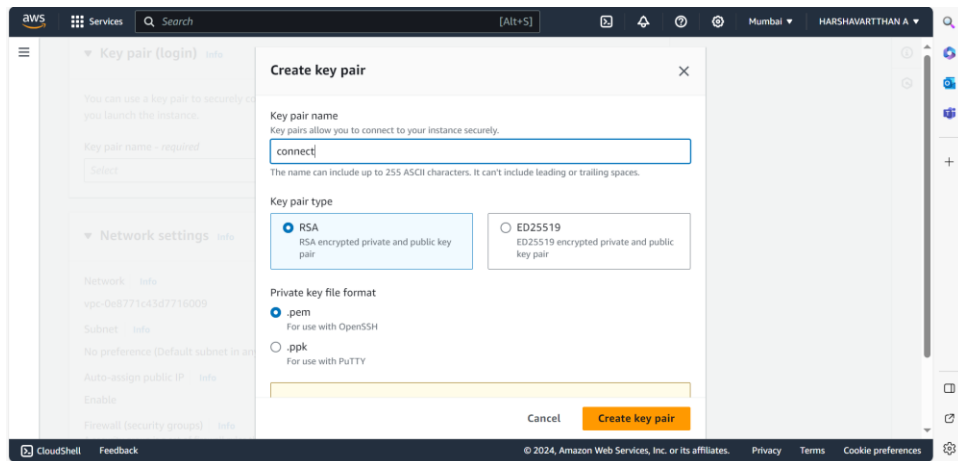 aws
Services
Search
[Alt+S]
Mumbai ▼
HARSHAVARTTHAN A ▼
Key pair (login) Info
You can use a key pair to securely co
you launch the instance.
Key pair name - required
Select
Network settings Info
Network Info
vpc-0e8771c43d7716009
Subnet Info
No preference (Default subnet in an
Auto-assign public IP Info
Enable
Firewall (security groups) Info
Create key pair
Key pair name
Key pairs allow you to connect to your instance securely.
connect
The name can include up to 255 ASCII characters. It can't include leading or trailing spaces.
Key pair type
RSA
RSA encrypted private and public key
pair
ED25519
ED25519 encrypted private and public
key pair
Private key file format
.pem
For use with OpenSSH
.ppk
For use with PuTTY
Cancel
Create key pair
CloudShell
Feedback
© 2024, Amazon Web Services, Inc. or its affiliates.
Privacy
Terms
Cookie preferences